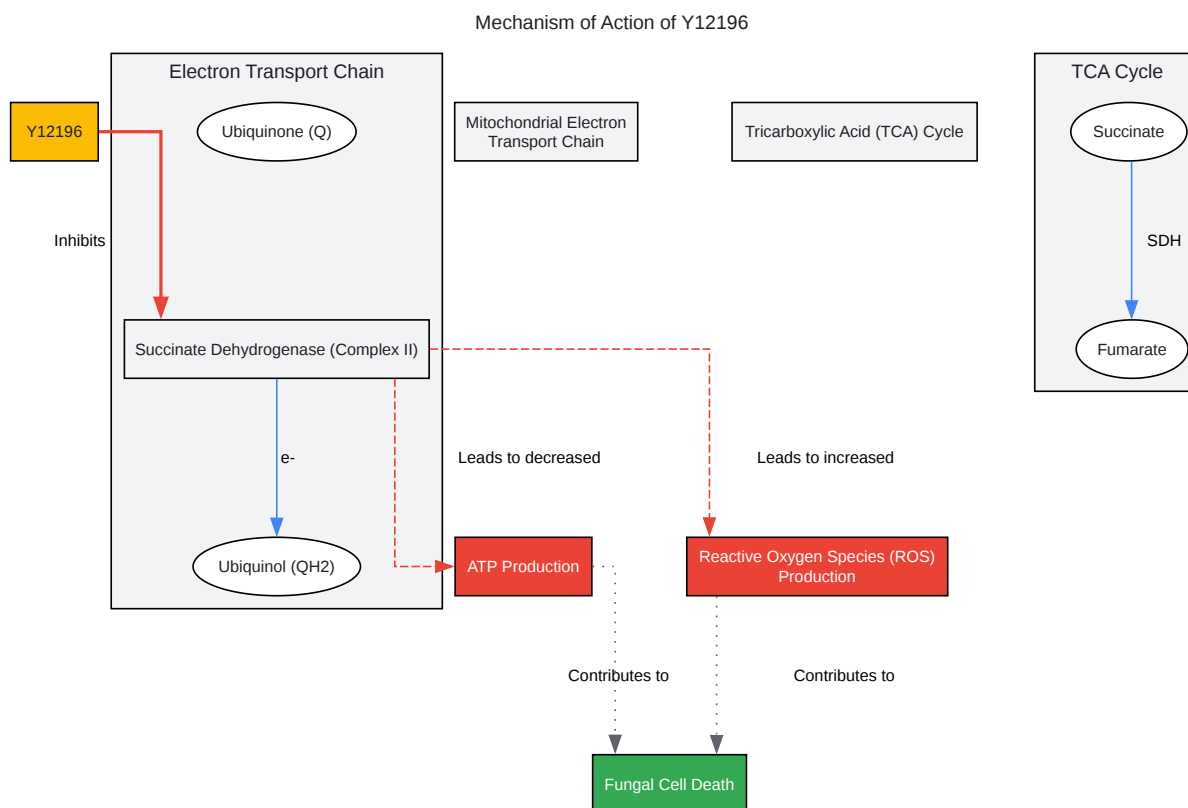 Mechanism of Action of Y12196
Electron Transport Chain
TCA Cycle
Y12196
Ubiquinone (Q)
Mitochondrial Electron
Transport Chain
Tricarboxylic Acid (TCA) Cycle
Succinate
Inhibits
SDH
Succinate Dehydrogenase (Complex II)
Fumarate
e-
Leads to decreased
Leads to increased
Ubiquinol (QH2)
ATP Production
Reactive Oxygen Species (ROS)
Production
Contributes to
Contributes to
Fungal Cell Death